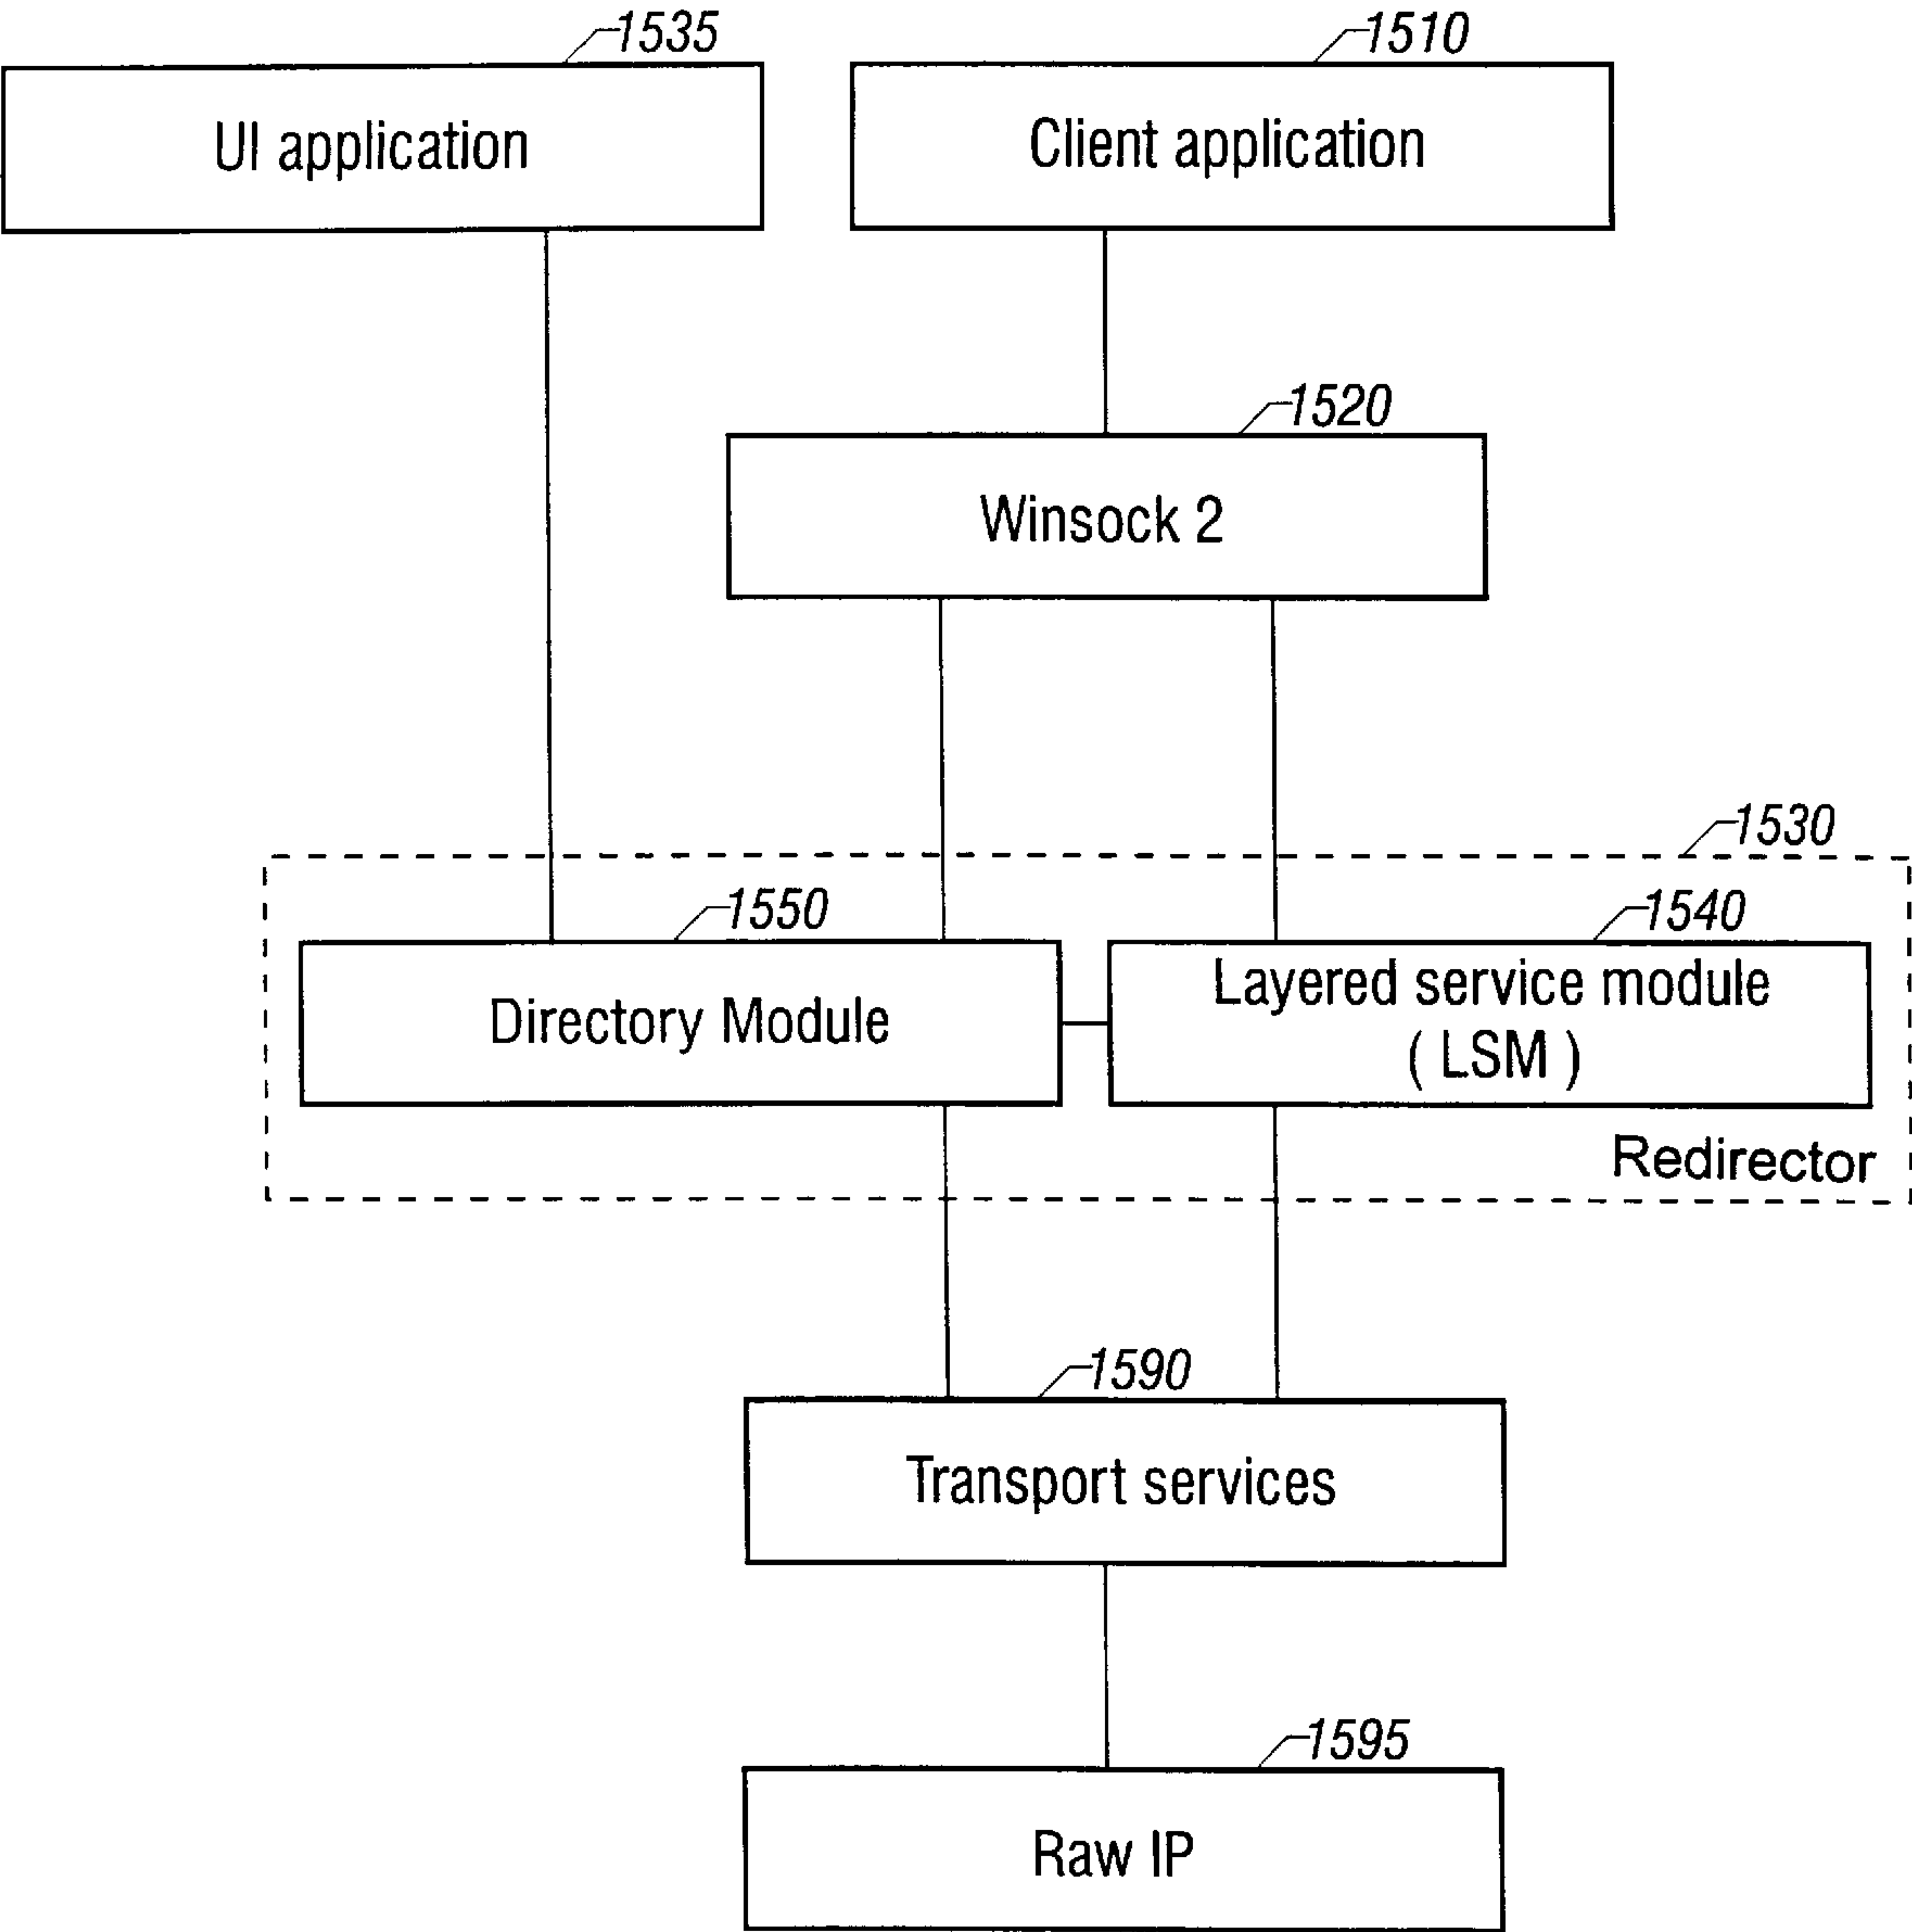 1535
1510
UI application
Client application
1520
Winsock 2
1530
1550
1540
Directory Module
Layered service module
( LSM )
Redirector
1590
Transport services
1595
Raw IP